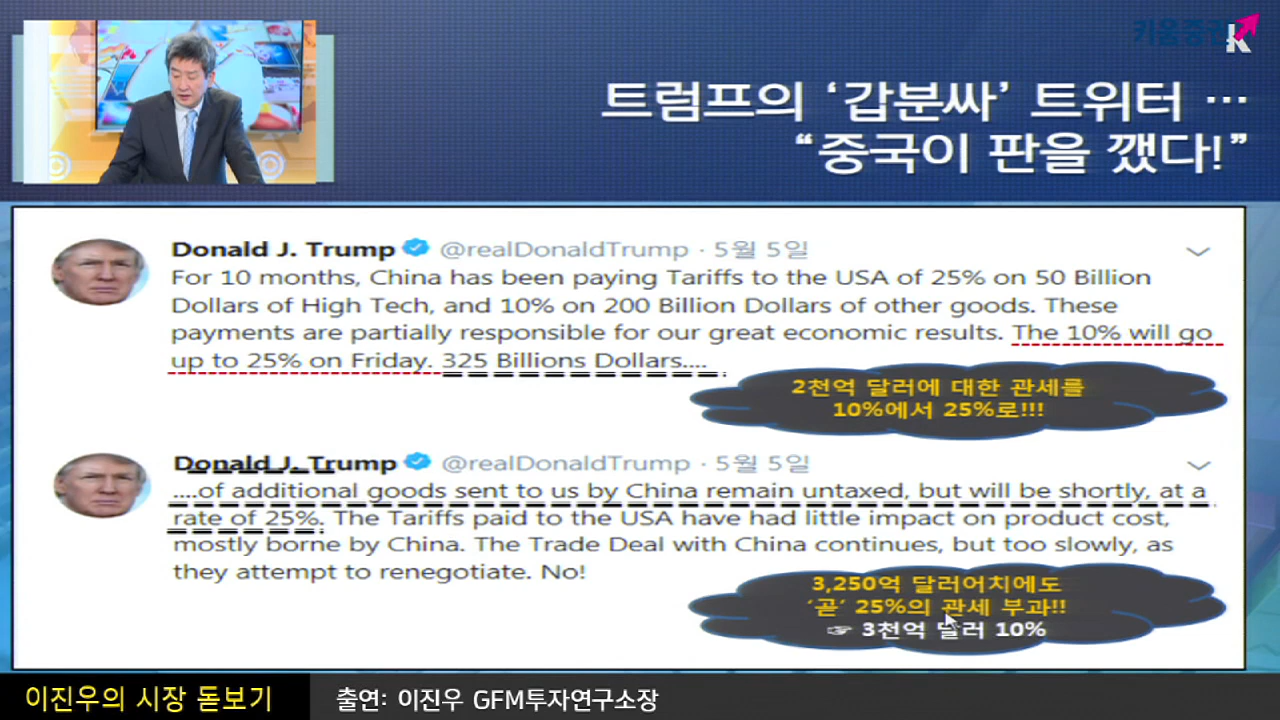 키움증권
트럼프의 ‘갑분싸’ 트위터 …
“중국이 판을 깼다!”
Donald J. Trump @realDonaldTrump · 5월 5일
For 10 months, China has been paying Tariffs to the USA of 25% on 50 Billion
Dollars of High Tech, and 10% on 200 Billion Dollars of other goods. These
payments are partially responsible for our great economic results. The 10% will go
up to 25% on Friday. 325 Billions Dollars....
2천억 달러에 대한 관세를
10%에서 25%로!!!
Donald J. Trump @realDonaldTrump · 5월 5일
....of additional goods sent to us by China remain untaxed, but will be shortly, at a
rate of 25%. The Tariffs paid to the USA have had little impact on product cost,
mostly borne by China. The Trade Deal with China continues, but too slowly, as
they attempt to renegotiate. No!
3,250억 달러어치에도
‘곧’ 25%의 관세 부과!!
☞ 3천억 달러 10%
이진우의 시장 돋보기
출연: 이진우 GFM투자연구소장